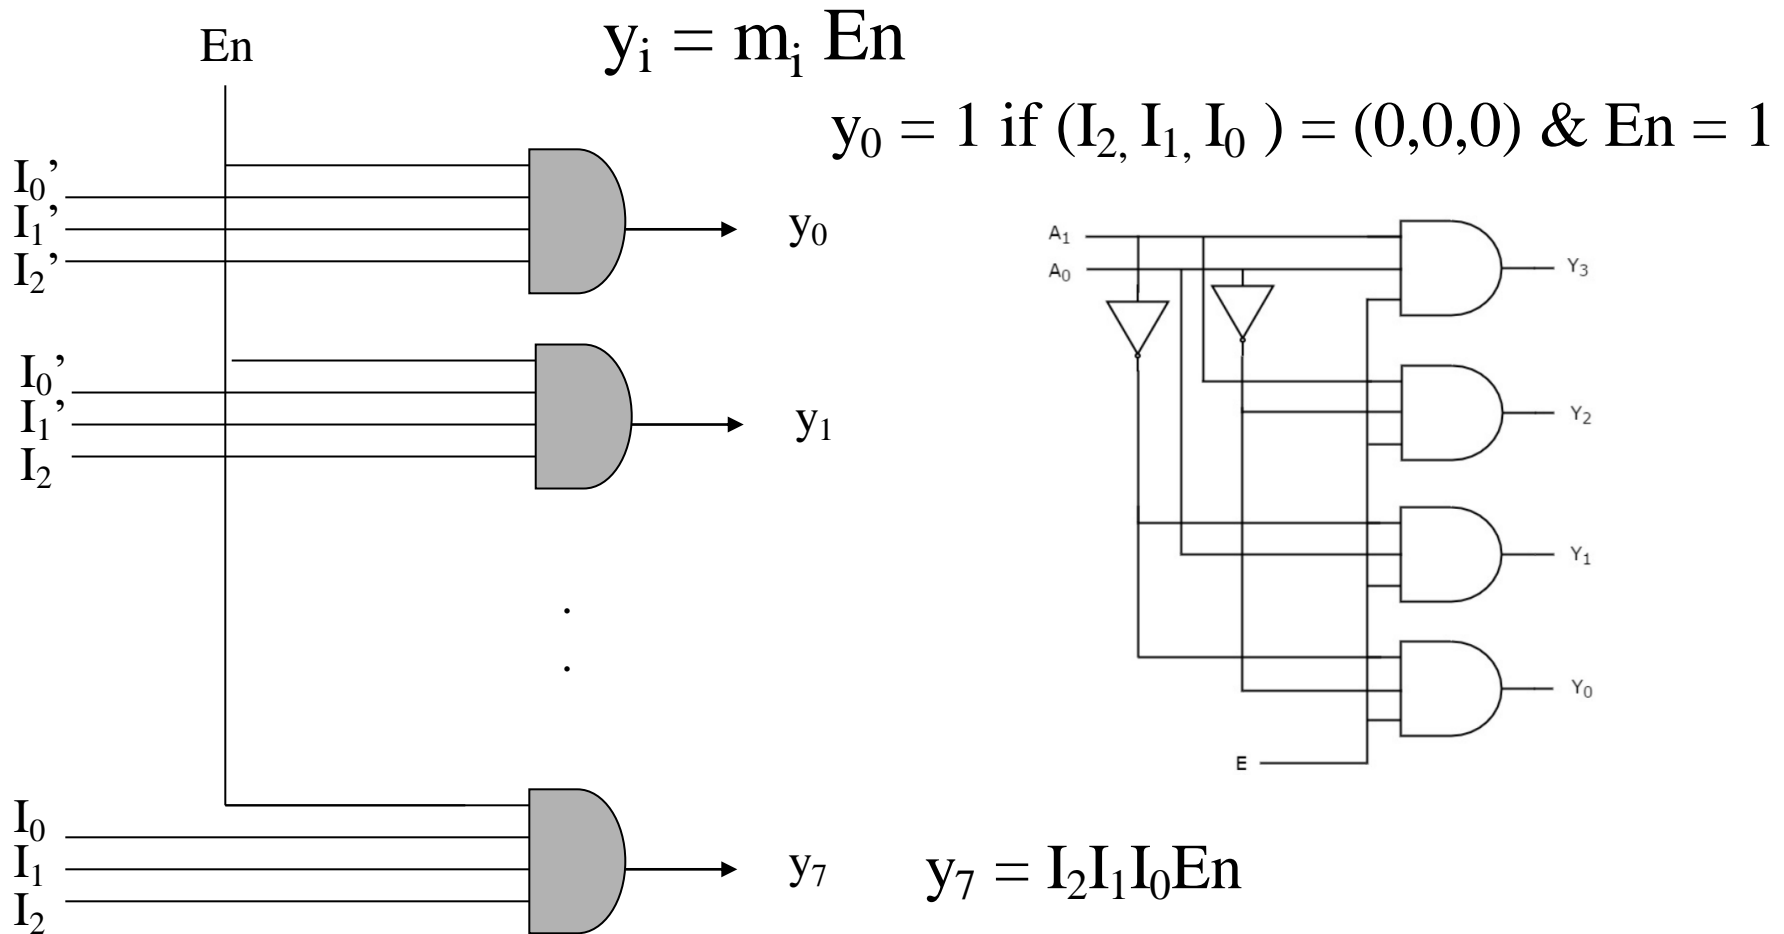 En
yᵢ = mᵢ En
y₀ = 1 if (I₂, I₁, I₀ ) = (0,0,0) & En = 1
I₀’
I₁’
I₂’
y₀
I₀’
I₁’
I₂
y₁
.
.
I₀
I₁
I₂
y₇
y₇ = I₂I₁I₀En
A₁
A₀
Y₃
Y₂
Y₁
Y₀
E